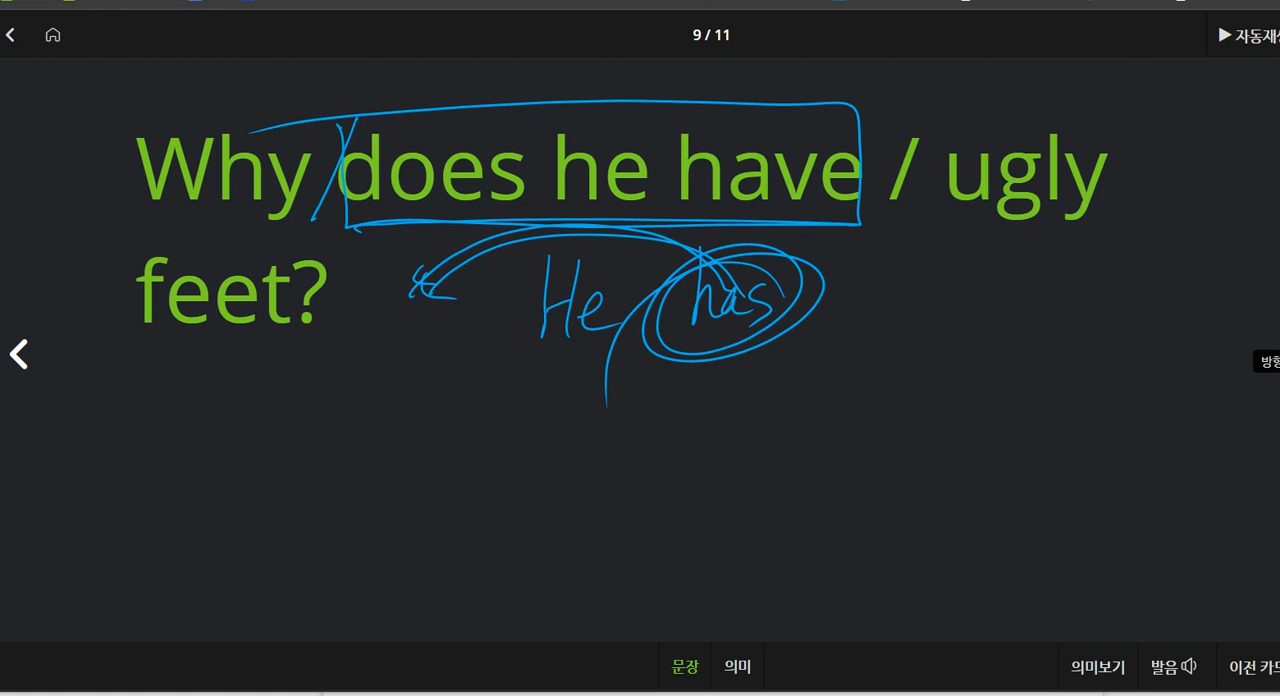 9 / 11
▶ 자동재
Why does he have / ugly
feet?
He has
방향
문장 의미 의미보기 발음 이전 카드